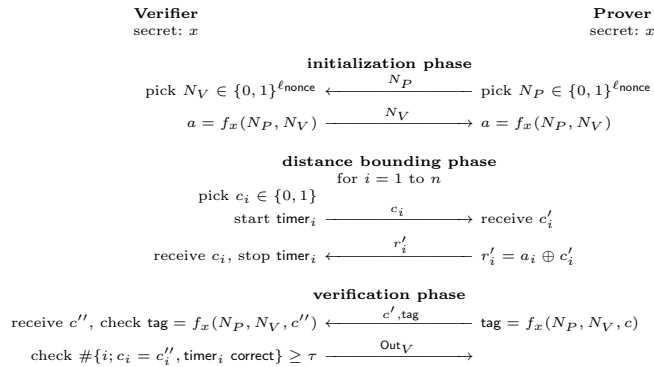 Verifier Prover
secret: x secret: x
initialization phase
pick N_V ∈ {0, 1}^ℓnonce ←N_P— pick N_P ∈ {0, 1}^ℓnonce
a = f_x(N_P, N_V) —N_V→ a = f_x(N_P, N_V)
distance bounding phase
for i = 1 to n
pick c_i ∈ {0, 1}
start timer_i —c_i→ receive c′_i
receive c_i, stop timer_i ←r′_i— r′_i = a_i ⊕ c′_i
verification phase
receive c″, check tag = f_x(N_P, N_V, c″) ←c′,tag— tag = f_x(N_P, N_V, c)
check #{i; c_i = c″_i, timer_i correct} ≥ τ —Out_V→